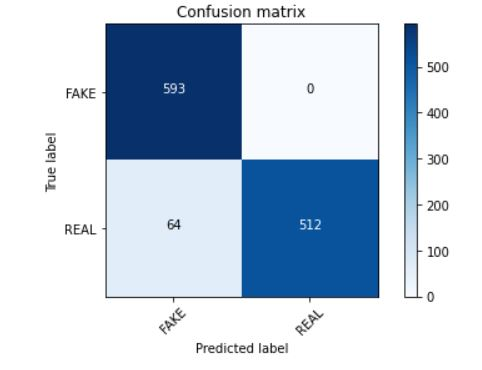 Confusion matrix
FAKE
593
0
500
400
True label
300
REAL
64
512
200
100
0
FAKE
REAL
Predicted label